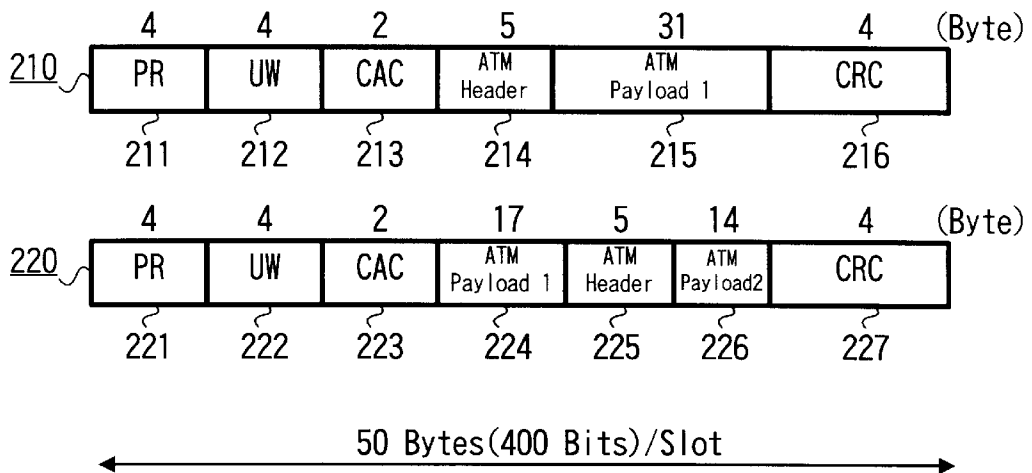 4 4 2 5 31 4 (Byte)
210 PR UW CAC ATM Header ATM Payload 1 CRC
211 212 213 214 215 216
4 4 2 17 5 14 4 (Byte)
220 PR UW CAC ATM Payload 1 ATM Header ATM Payload2 CRC
221 222 223 224 225 226 227
50 Bytes(400 Bits)/Slot